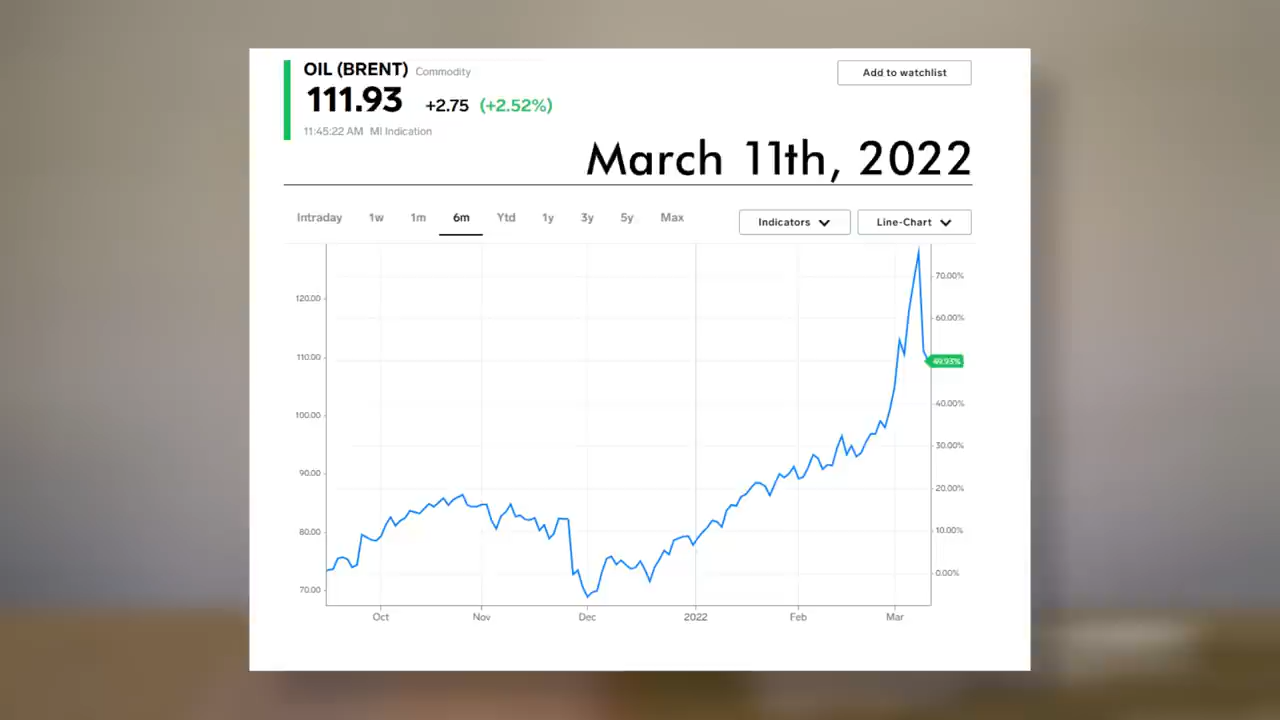 OIL (BRENT) Commodity
Add to watchlist
111.93 +2.75 (+2.52%)
11:45:22 AM MI Indication
March 11th, 2022
Intraday 1w 1m 6m Ytd 1y 3y 5y Max Indicators Line-Chart
70.00%
120.00
60.00%
110.00
49.93%
100.00
40.00%
30.00%
90.00
20.00%
80.00
10.00%
0.00%
70.00
Oct Nov Dec 2022 Feb Mar